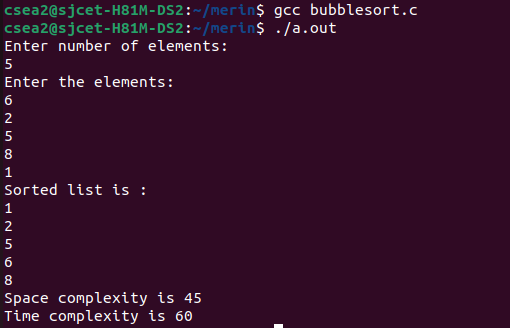 csea2@sjcet-H81M-DS2:~/merin$ gcc bubblesort.c
csea2@sjcet-H81M-DS2:~/merin$ ./a.out
Enter number of elements:
5
Enter the elements:
6
2
5
8
1
Sorted list is :
1
2
5
6
8
Space complexity is 45
Time complexity is 60